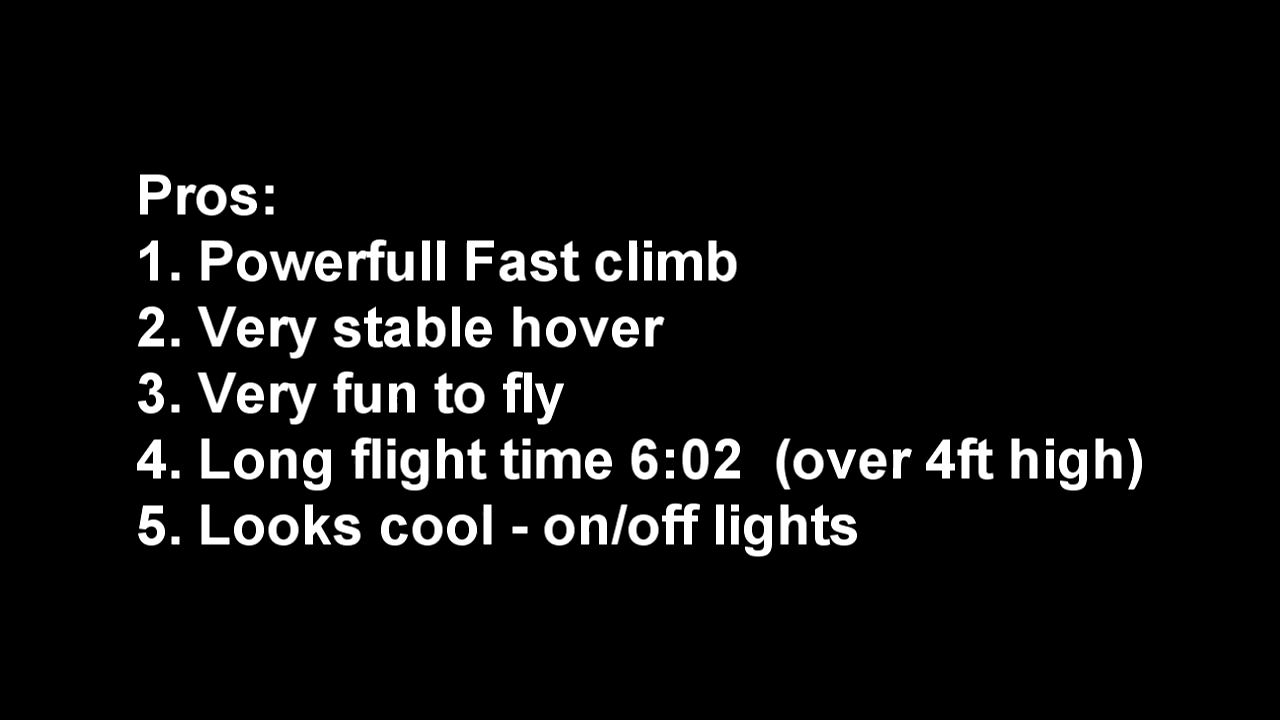 Pros:
1. Powerfull Fast climb
2. Very stable hover
3. Very fun to fly
4. Long flight time 6:02  (over 4ft high)
5. Looks cool - on/off lights